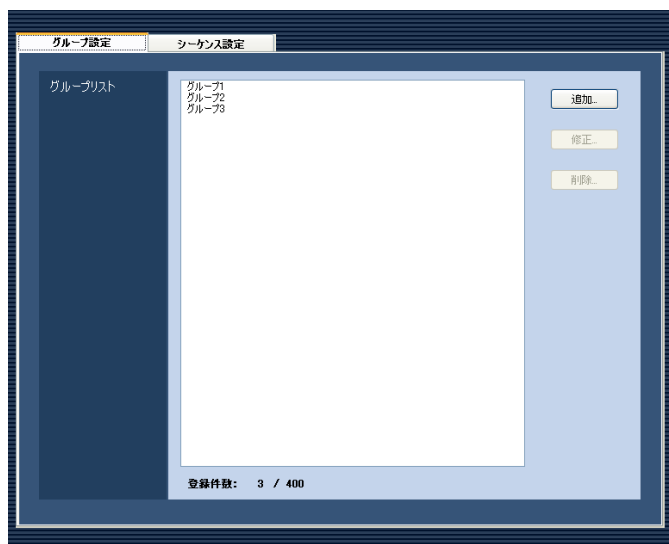 グループ設定
シーケンス設定
グループリスト
グループ1
グループ2
グループ3
追加...
修正...
削除...
登録件数: 3 / 400